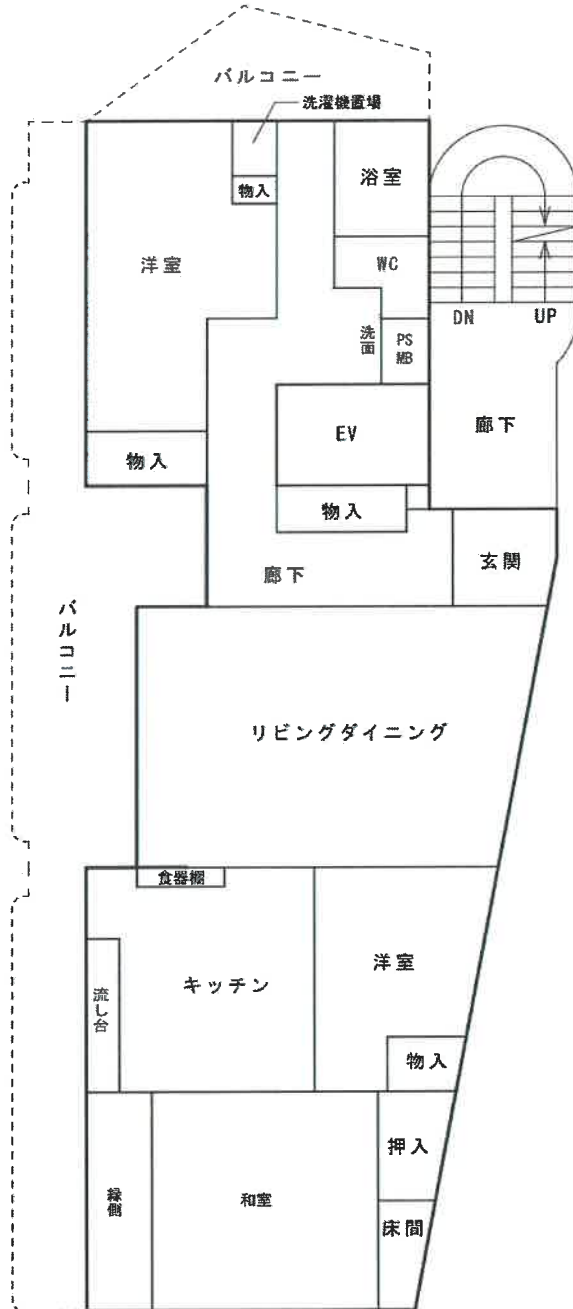 バルコニー
洗濯機置場
物入
浴室
洋室
WC
DN
UP
洗面
PS
MB
廊下
EV
物入
物入
廊下
玄関
バルコニー
リビングダイニング
食器棚
洋室
キッチン
流し台
物入
押入
縁側
和室
床間